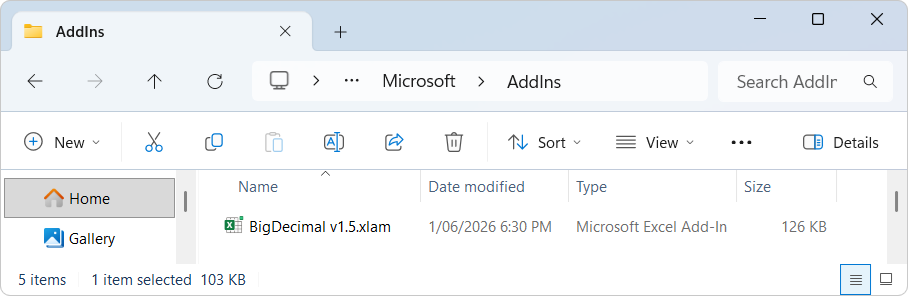 AddIns
Microsoft AddIns Search AddIn
New Sort View Details
Name Date modified Type Size
Home
BigDecimal v1.5.xlam 1/06/2026 6:30 PM Microsoft Excel Add-In 126 KB
Gallery
5 items 1 item selected 103 KB